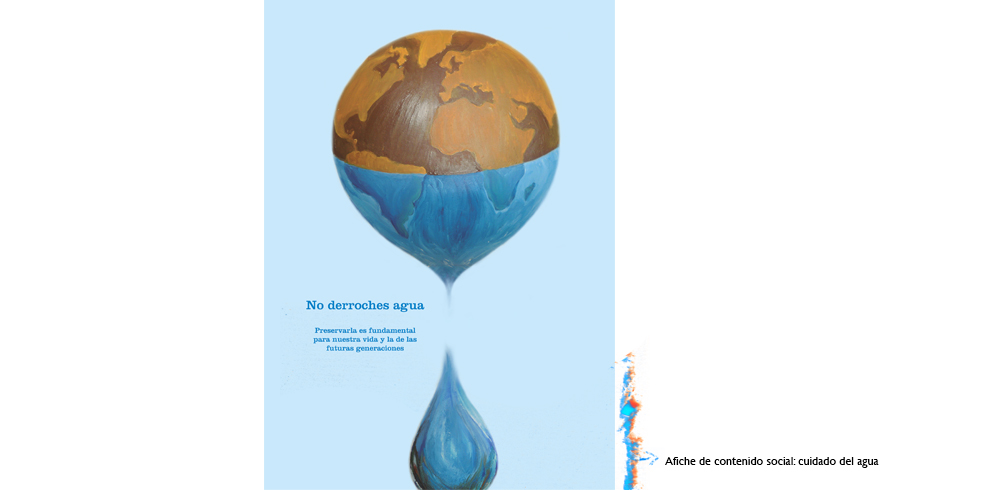 No derroches agua
Preservarla es fundamental
para nuestra vida y la de las
futuras generaciones
Afiche de contenido social: cuidado del agua